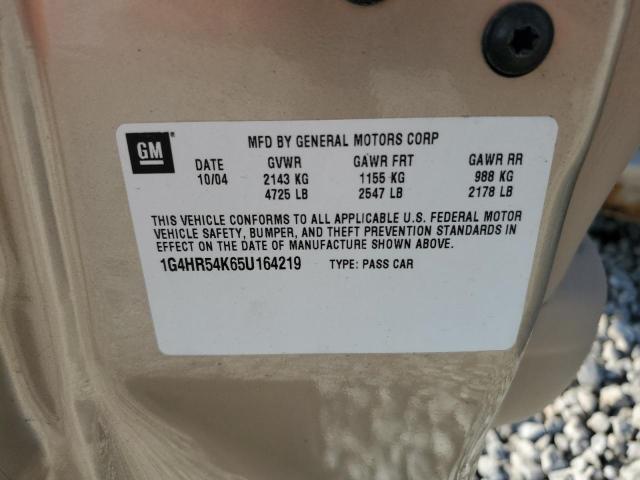 GM
MFD BY GENERAL MOTORS CORP
DATE GVWR GAWR FRT GAWR RR
10/04 2143 KG 1155 KG 988 KG
4725 LB 2547 LB 2178 LB
THIS VEHICLE CONFORMS TO ALL APPLICABLE U.S. FEDERAL MOTOR
VEHICLE SAFETY, BUMPER, AND THEFT PREVENTION STANDARDS IN
EFFECT ON THE DATE OF MANUFACTURE SHOWN ABOVE.
1G4HR54K65U164219 TYPE: PASS CAR